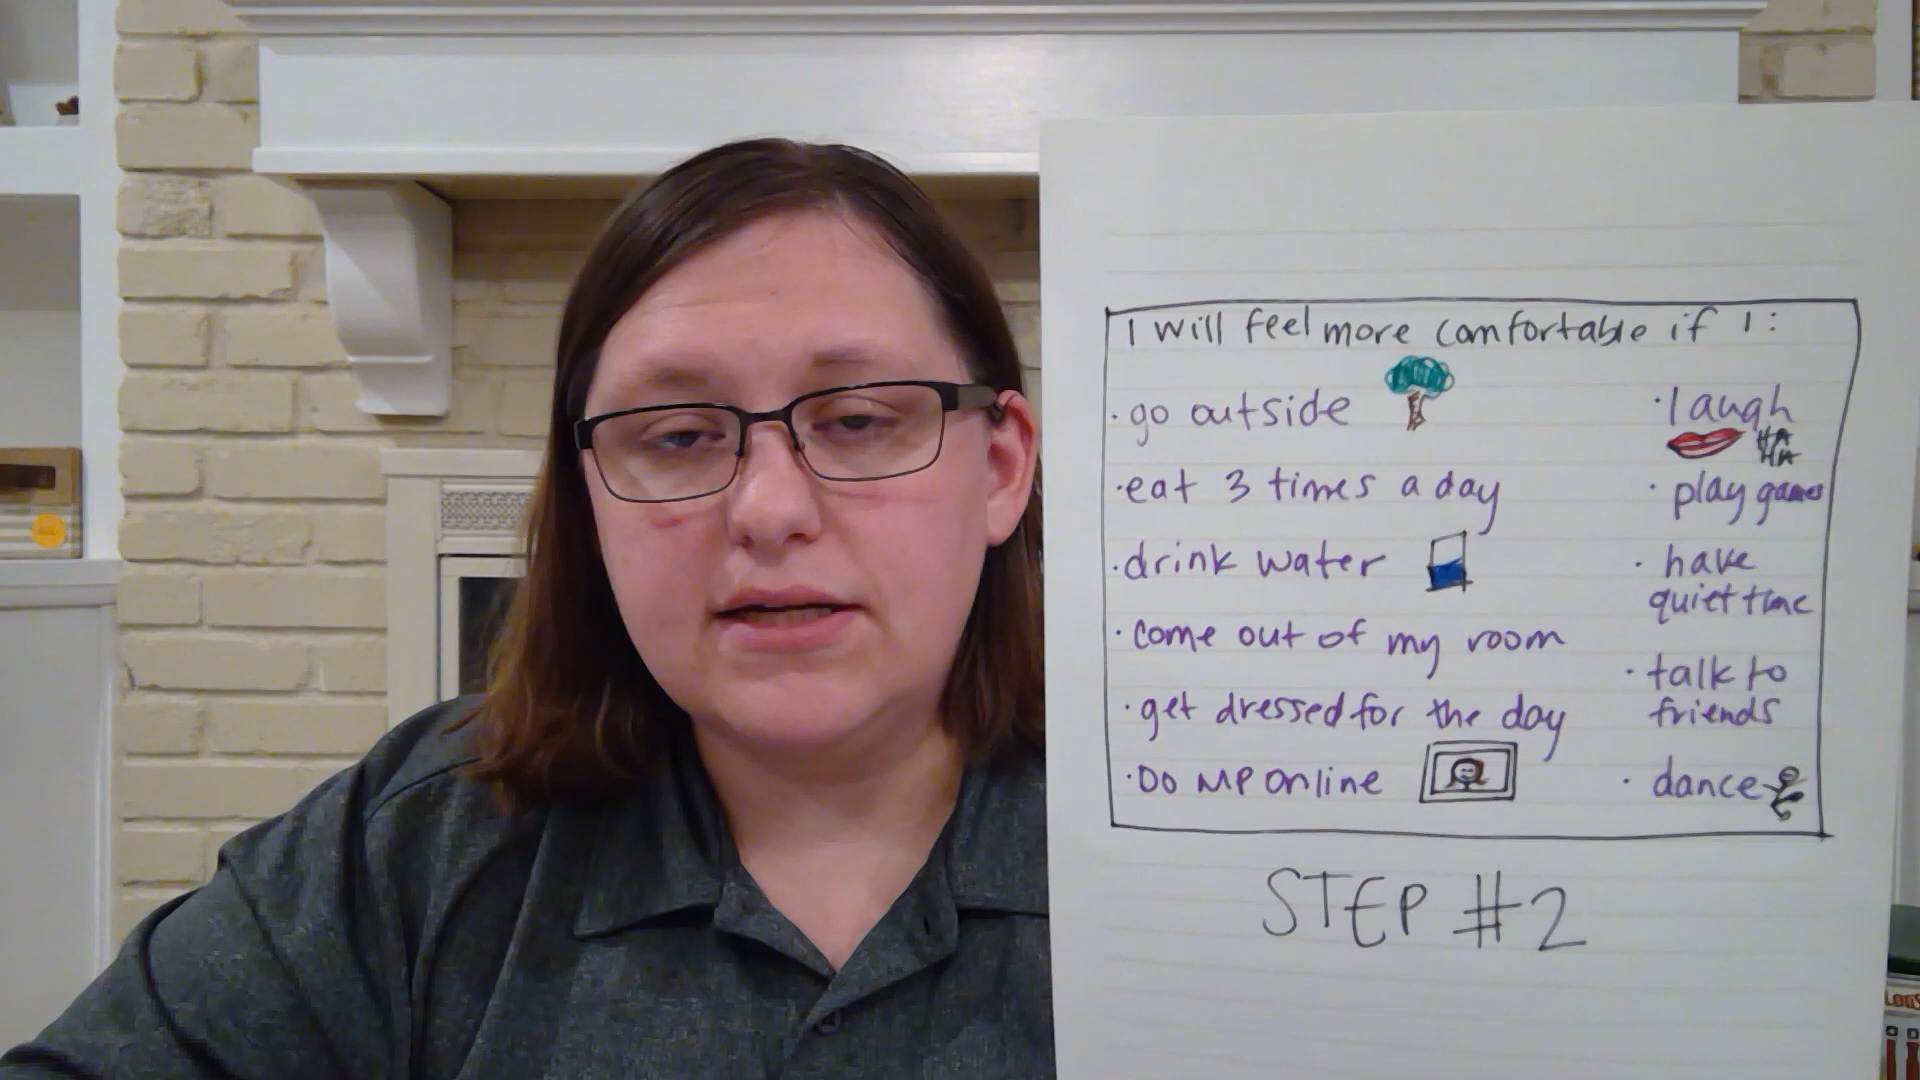 I will feel more comfortable if I:
• go outside
• eat 3 times a day
• drink water
• come out of my room
• get dressed for the day
• Do MP online
• laugh
HA
HA
• play games
• have
quiet time
• talk to
friends
• dance
STEP #2